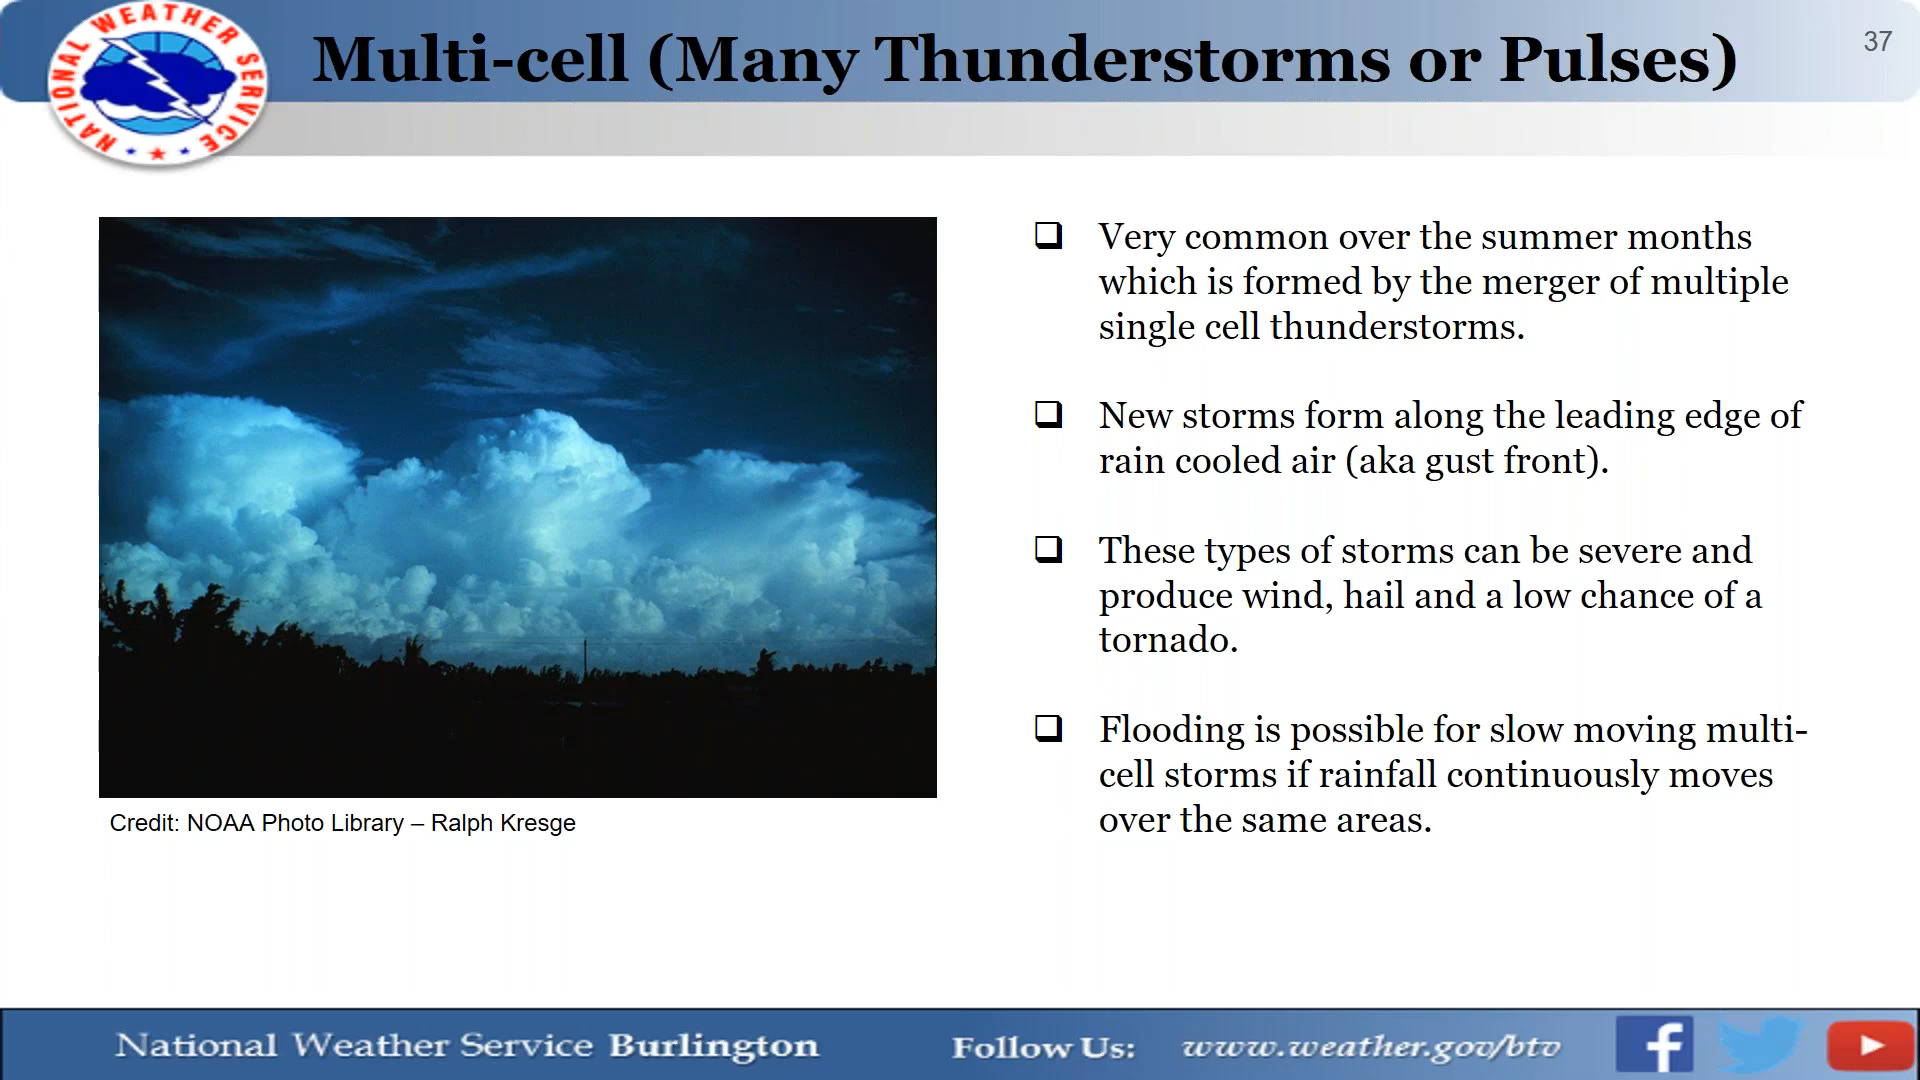 NATIONAL WEATHER SERVICE
Multi-cell (Many Thunderstorms or Pulses)
37
❑ Very common over the summer months
which is formed by the merger of multiple
single cell thunderstorms.
❑ New storms form along the leading edge of
rain cooled air (aka gust front).
❑ These types of storms can be severe and
produce wind, hail and a low chance of a
tornado.
❑ Flooding is possible for slow moving multi-
cell storms if rainfall continuously moves
over the same areas.
Credit: NOAA Photo Library – Ralph Kresge
National Weather Service Burlington
Follow Us:
www.weather.gov/btv